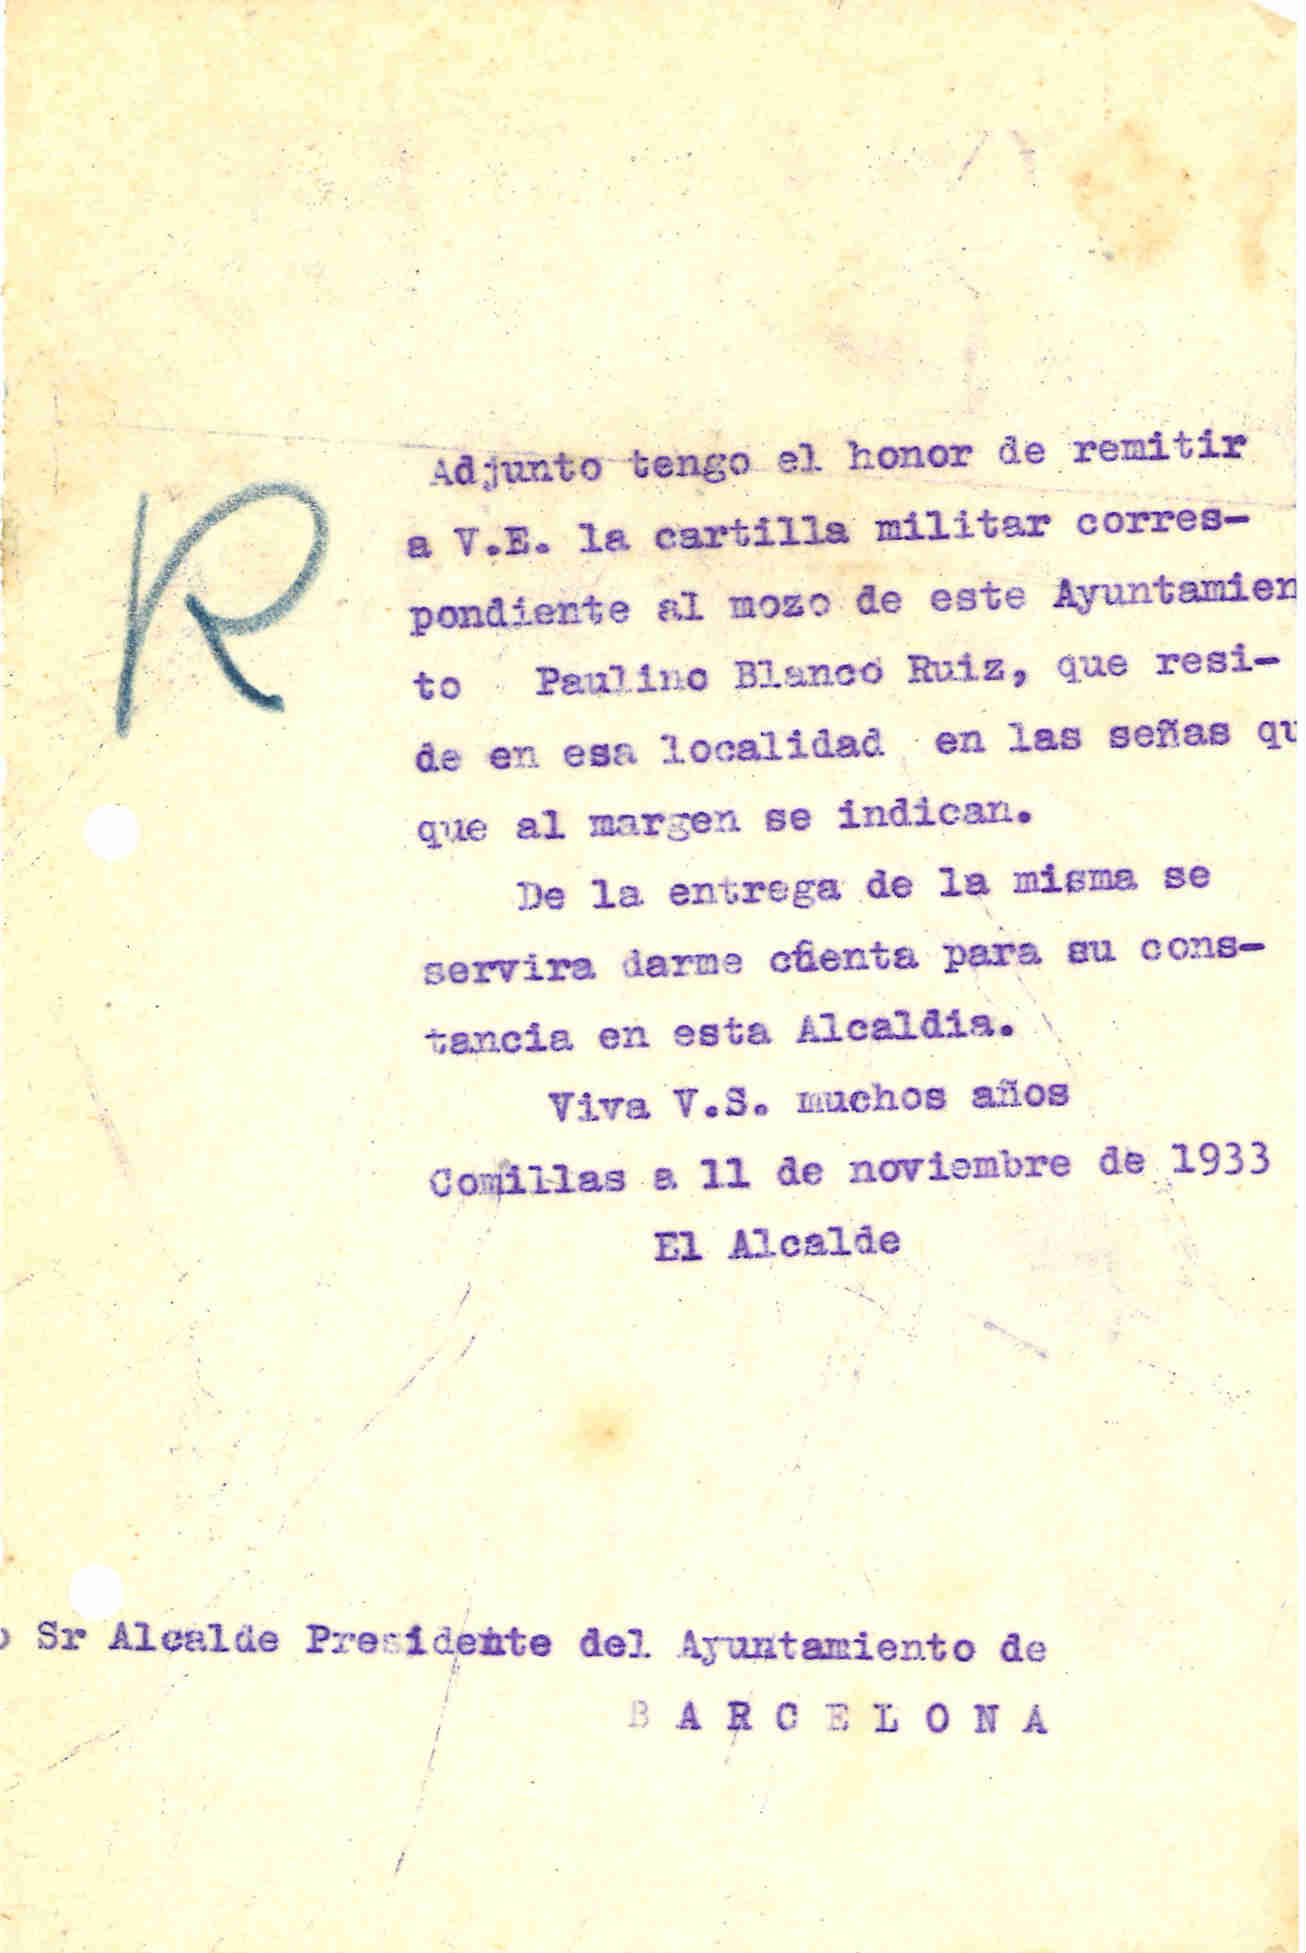 R
Adjunto tengo el honor de remitir
a V.E. la cartilla militar corres-
pondiente al mozo de este Ayuntamien
to Paulino Blanco Ruiz, que resi-
de en esa localidad en las señas qu
que al margen se indican.
De la entrega de la misma se
servira darme cuenta para su cons-
tancia en esta Alcaldia.
Viva V.S. muchos años
Comillas a 11 de noviembre de 1933
El Alcalde
o Sr Alcalde Presidente del Ayuntamiento de
BARCELONA